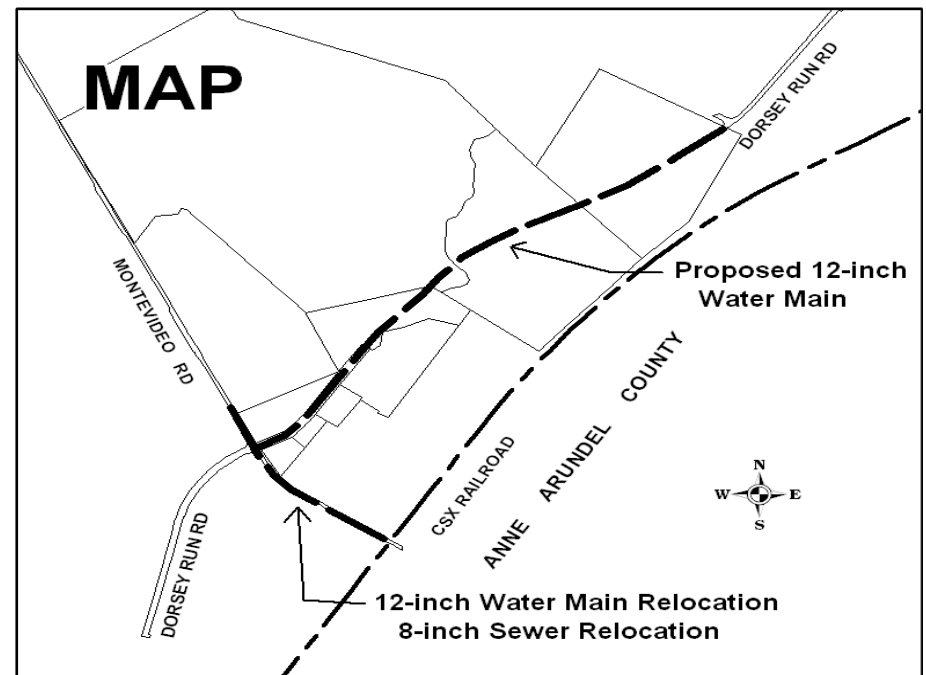 MAP
DORSEY RUN RD
MONTEVIDEO RD
Proposed 12-inch
Water Main
ANNE ARUNDEL COUNTY
CSX RAILROAD
N
W E
S
DORSEY RUN RD
12-inch Water Main Relocation
8-inch Sewer Relocation